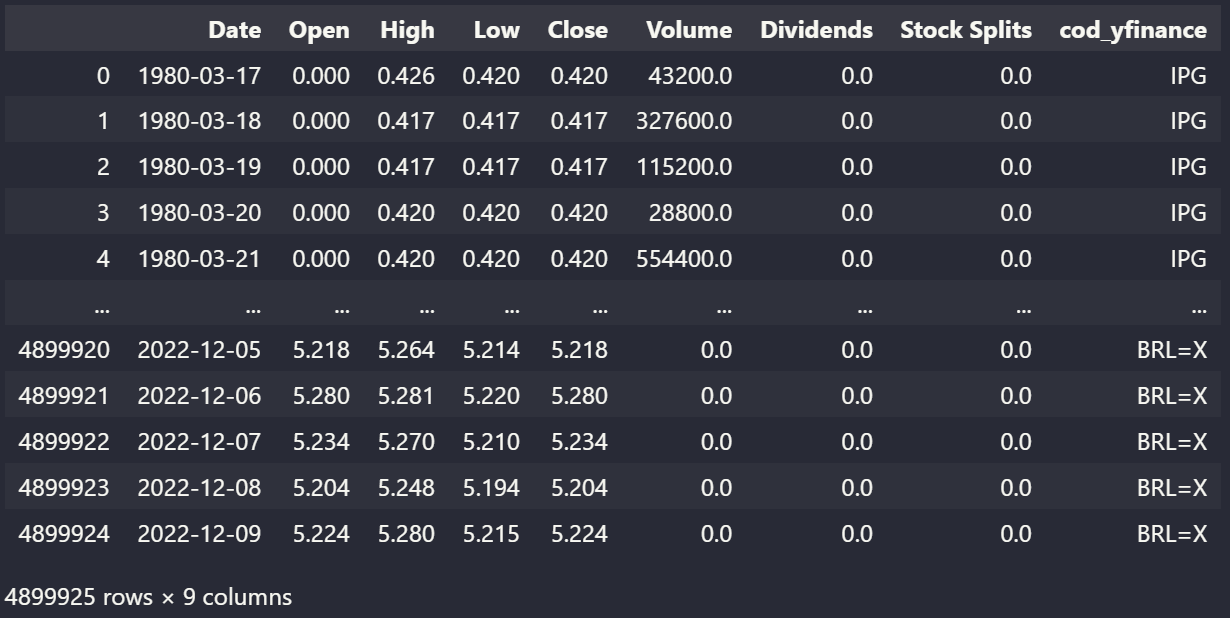 Date Open High Low Close Volume Dividends Stock Splits cod_yfinance
0 1980-03-17 0.000 0.426 0.420 0.420 43200.0 0.0 0.0 IPG
1 1980-03-18 0.000 0.417 0.417 0.417 327600.0 0.0 0.0 IPG
2 1980-03-19 0.000 0.417 0.417 0.417 115200.0 0.0 0.0 IPG
3 1980-03-20 0.000 0.420 0.420 0.420 28800.0 0.0 0.0 IPG
4 1980-03-21 0.000 0.420 0.420 0.420 554400.0 0.0 0.0 IPG
... ... ... ... ... ... ... ... ... ...
4899920 2022-12-05 5.218 5.264 5.214 5.218 0.0 0.0 0.0 BRL=X
4899921 2022-12-06 5.280 5.281 5.220 5.280 0.0 0.0 0.0 BRL=X
4899922 2022-12-07 5.234 5.270 5.210 5.234 0.0 0.0 0.0 BRL=X
4899923 2022-12-08 5.204 5.248 5.194 5.204 0.0 0.0 0.0 BRL=X
4899924 2022-12-09 5.224 5.280 5.215 5.224 0.0 0.0 0.0 BRL=X
4899925 rows × 9 columns